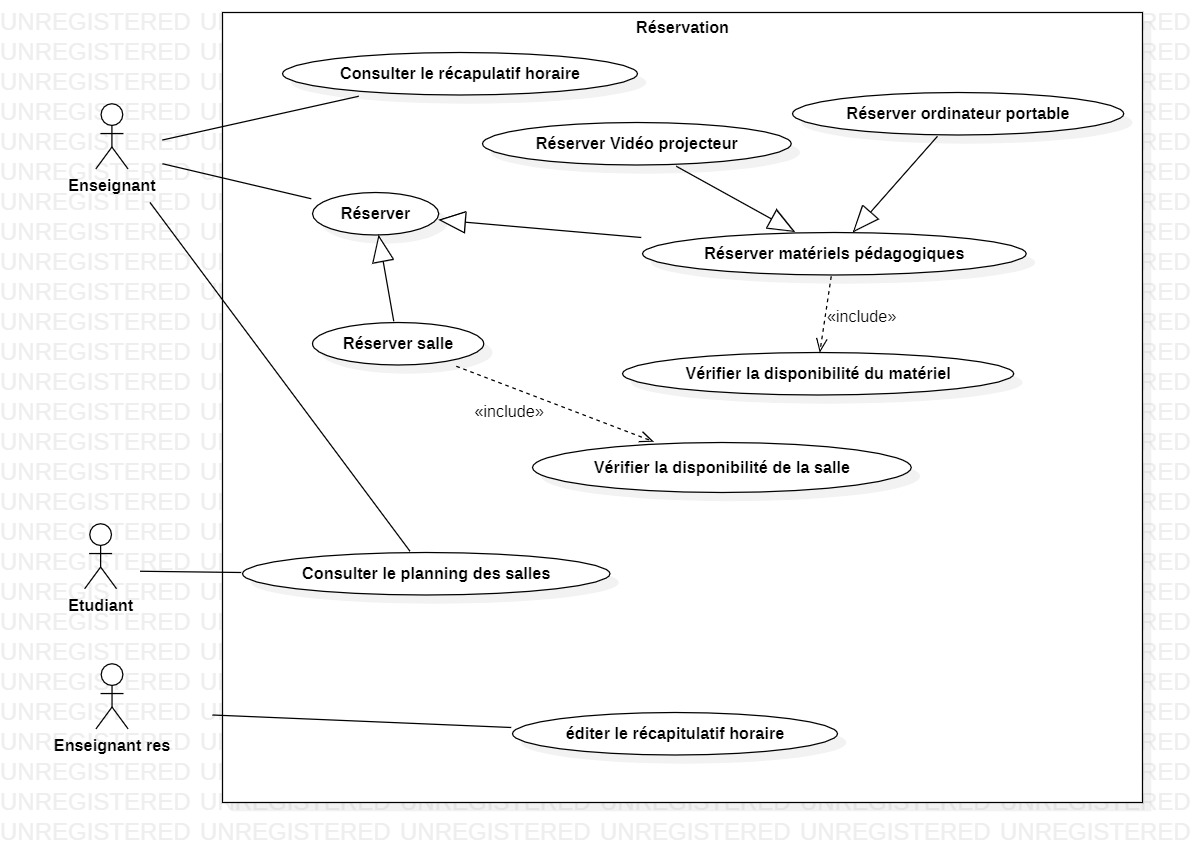 Réservation
Consulter le récapulatif horaire
Réserver ordinateur portable
Réserver Vidéo projecteur
Enseignant
Réserver
Réserver matériels pédagogiques
«include»
Réserver salle
Vérifier la disponibilité du matériel
«include»
Vérifier la disponibilité de la salle
Consulter le planning des salles
Etudiant
éditer le récapitulatif horaire
Enseignant res
UNREGISTERED UNREGISTERED UNREGISTERED UNREGISTERED UNREGISTERED UNREGISTERED